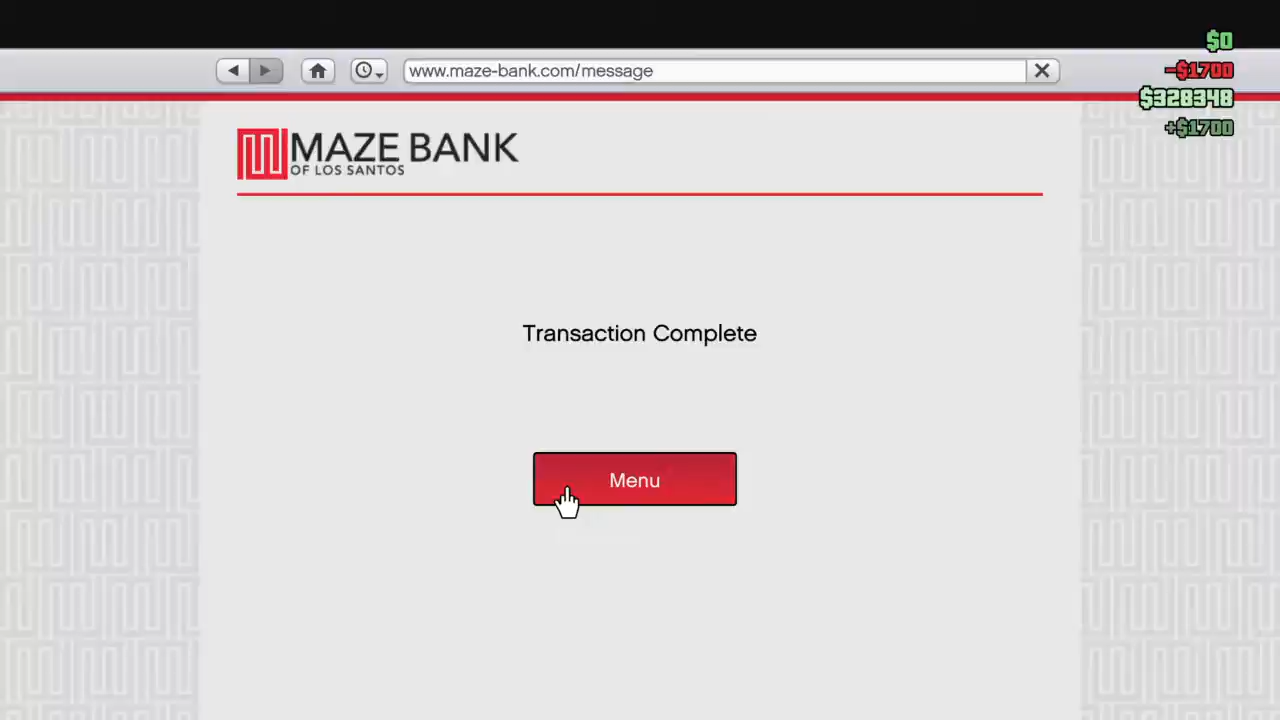 $0
www.maze-bank.com/message
-$1700
$328348
+$1700
MAZE BANK
OF LOS SANTOS
Transaction Complete
Menu